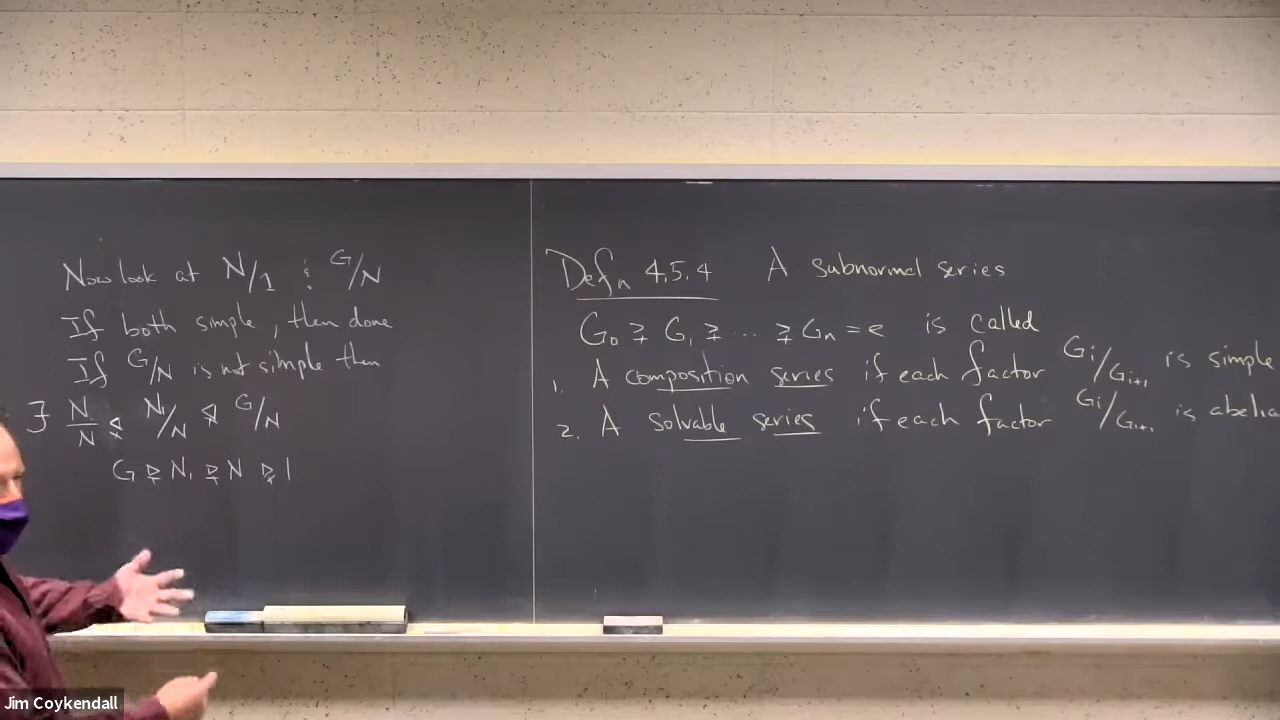 Now look at N/1 & G/N
If both simple, then done
If G/N is not simple then
∃ N/N ⪇ N₁/N ⊲ G/N
G ⋭ N₁ ⋭ N ⋭ 1
Defn 4.5.4 A subnormal series
G₀ ⪈ G₁ ⪈ ... ⪈ Gₙ = e is called
1. A composition series if each factor Gᵢ/Gᵢ₊₁ is simple
2. A solvable series if each factor Gᵢ/Gᵢ₊₁ is abelia
Jim Coykendall